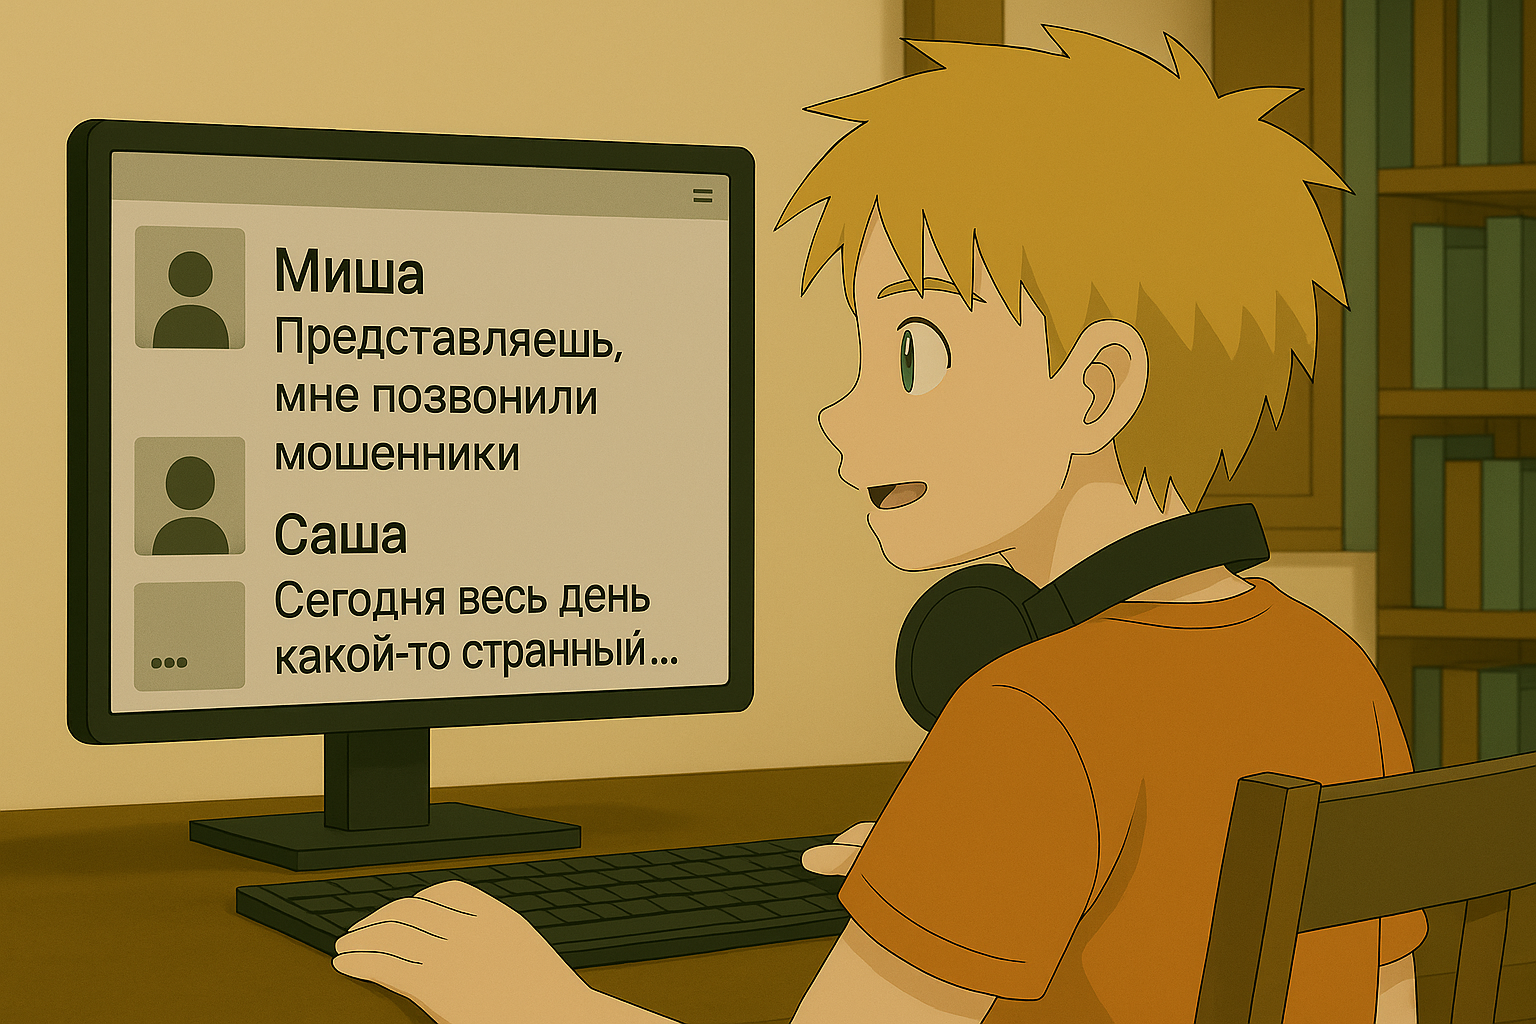 Миша
Представляешь,
мне позвонили
мошенники
Саша
Сегодня весь день
какой-то странный...